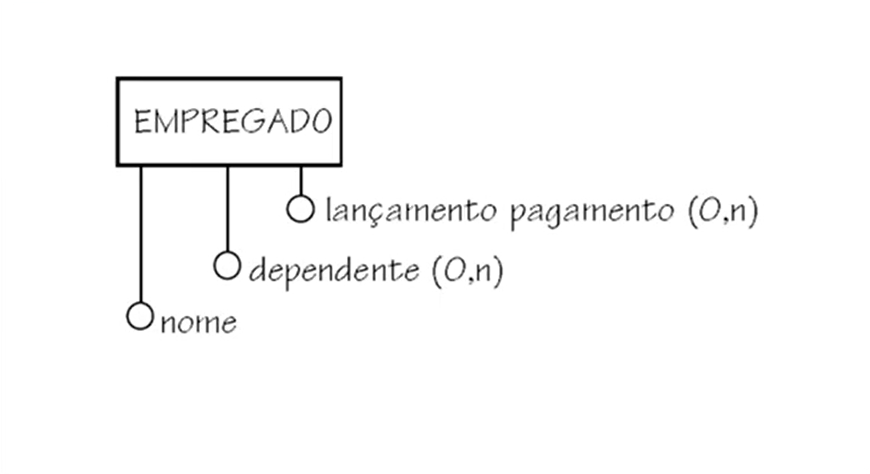 EMPREGADO
lançamento pagamento (0,n)
dependente (0,n)
nome